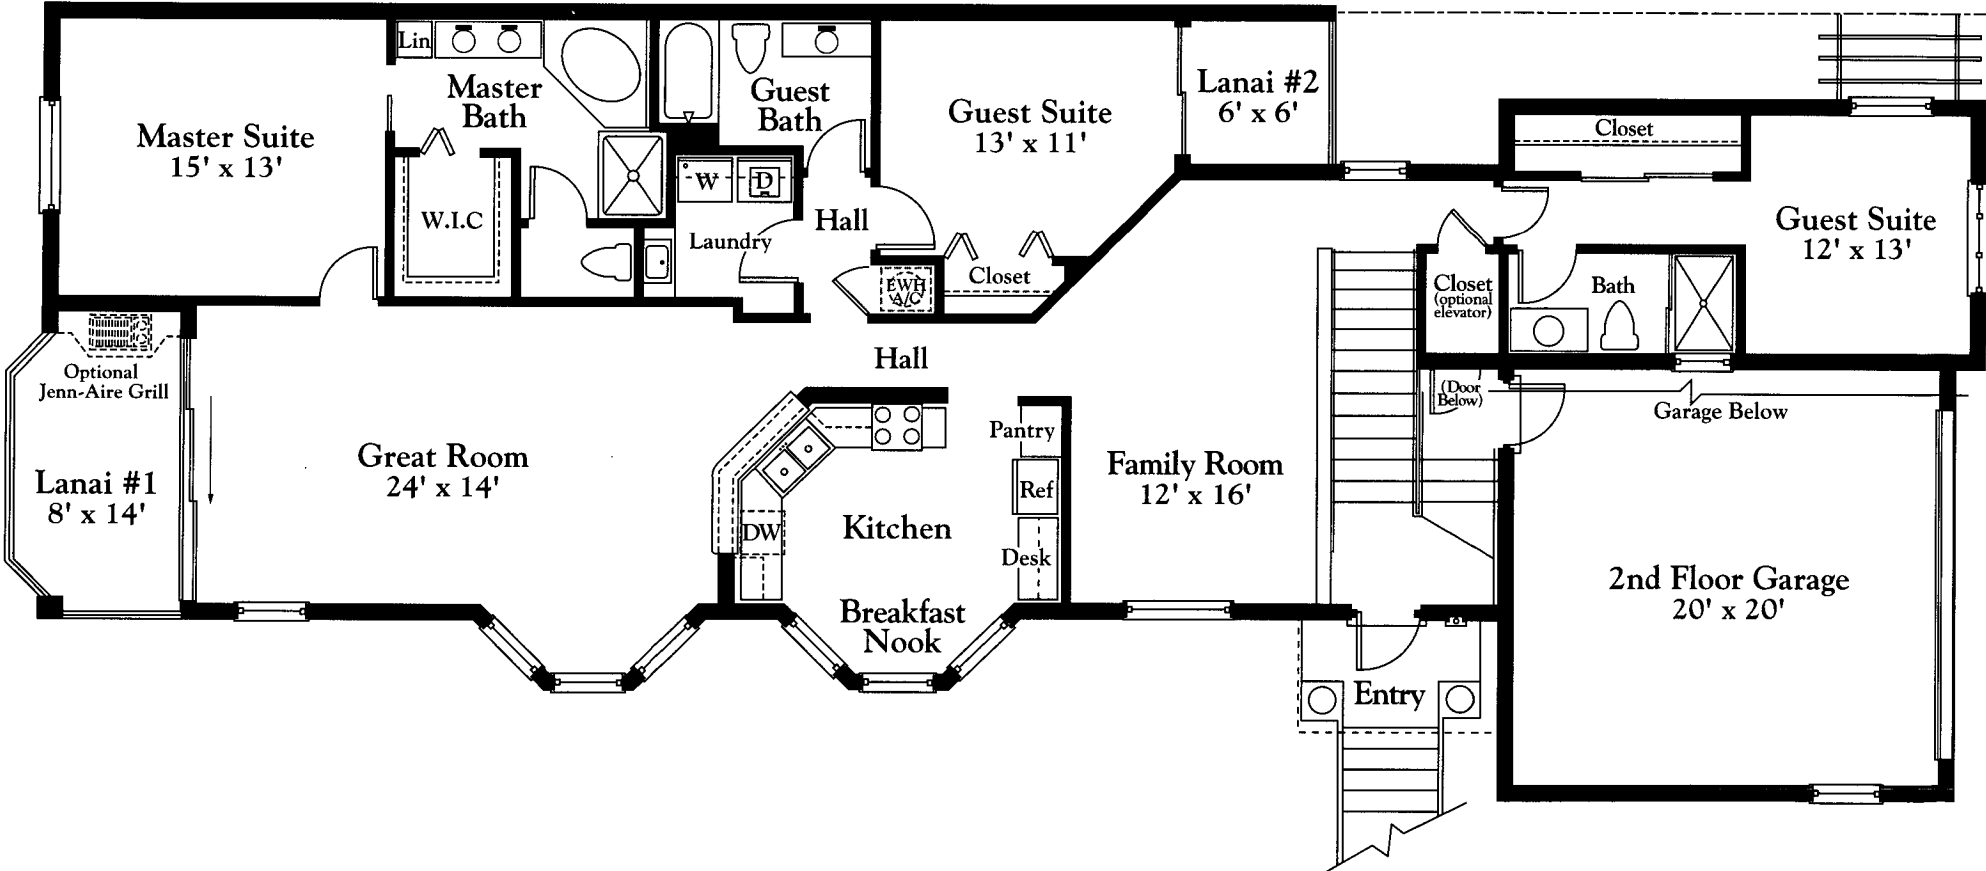 Master Suite
15' x 13'
Lin
Master
Bath
W.I.C
Guest
Bath
W
D
Laundry
Hall
EWH
A/C
Guest Suite
13' x 11'
Closet
Lanai #2
6' x 6'
Closet
Guest Suite
12' x 13'
Closet
(optional
elevator)
Bath
Optional
Jenn-Aire Grill
Lanai #1
8' x 14'
Great Room
24' x 14'
Hall
Pantry
Ref
Desk
DW
Kitchen
Breakfast
Nook
Family Room
12' x 16'
(Door
Below)
Garage Below
2nd Floor Garage
20' x 20'
Entry